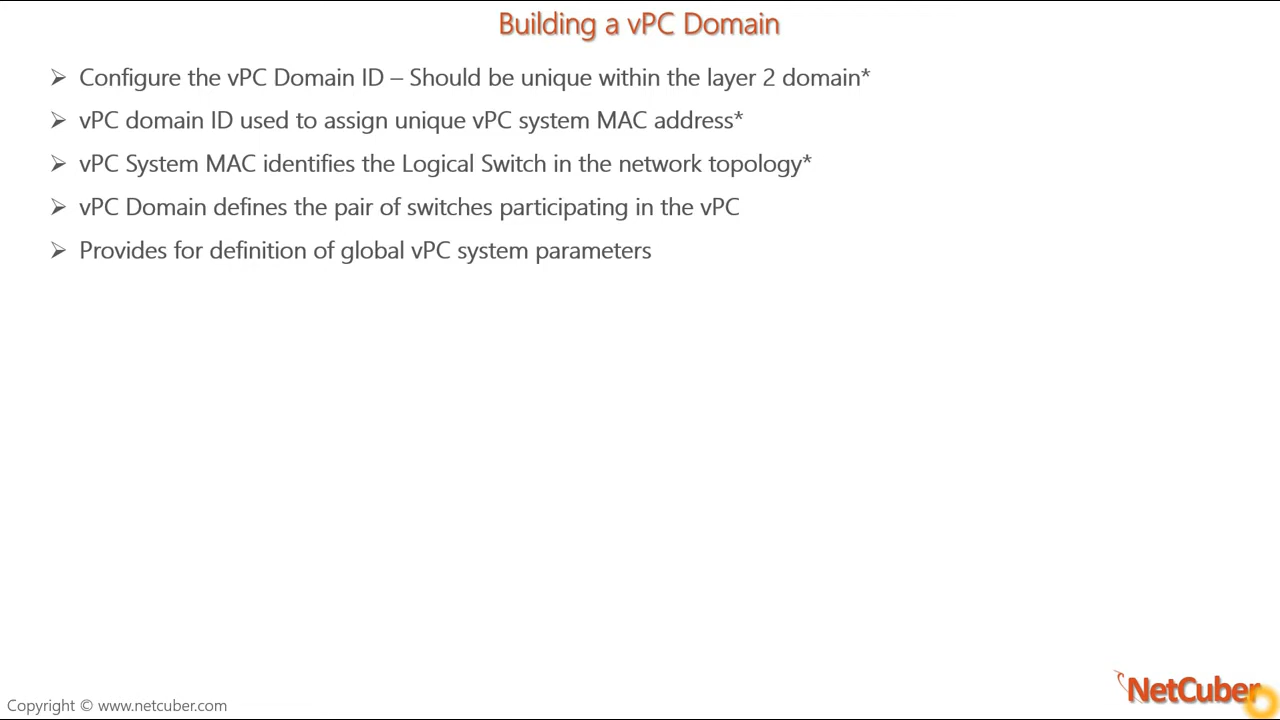 Building a vPC Domain
➢ Configure the vPC Domain ID – Should be unique within the layer 2 domain*
➢ vPC domain ID used to assign unique vPC system MAC address*
➢ vPC System MAC identifies the Logical Switch in the network topology*
➢ vPC Domain defines the pair of switches participating in the vPC
➢ Provides for definition of global vPC system parameters
NetCuber
Copyright © www.netcuber.com